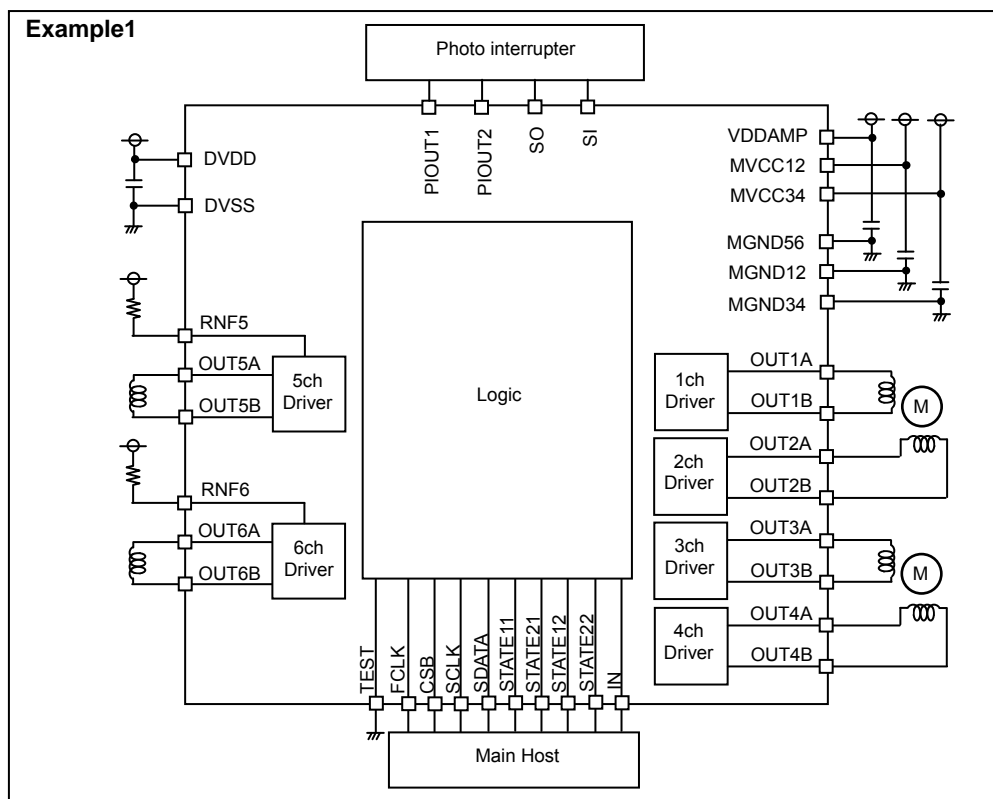 Example1
Photo interrupter
PIOUT1
PIOUT2
SO
SI
DVDD
DVSS
VDDAMP
MVCC12
MVCC34
MGND56
MGND12
MGND34
RNF5
OUT5A
OUT5B
5ch
Driver
RNF6
OUT6A
OUT6B
6ch
Driver
Logic
1ch
Driver
OUT1A
OUT1B
M
2ch
Driver
OUT2A
OUT2B
3ch
Driver
OUT3A
OUT3B
M
4ch
Driver
OUT4A
OUT4B
TEST
FCLK
CSB
SCLK
SDATA
STATE11
STATE21
STATE12
STATE22
IN
Main Host